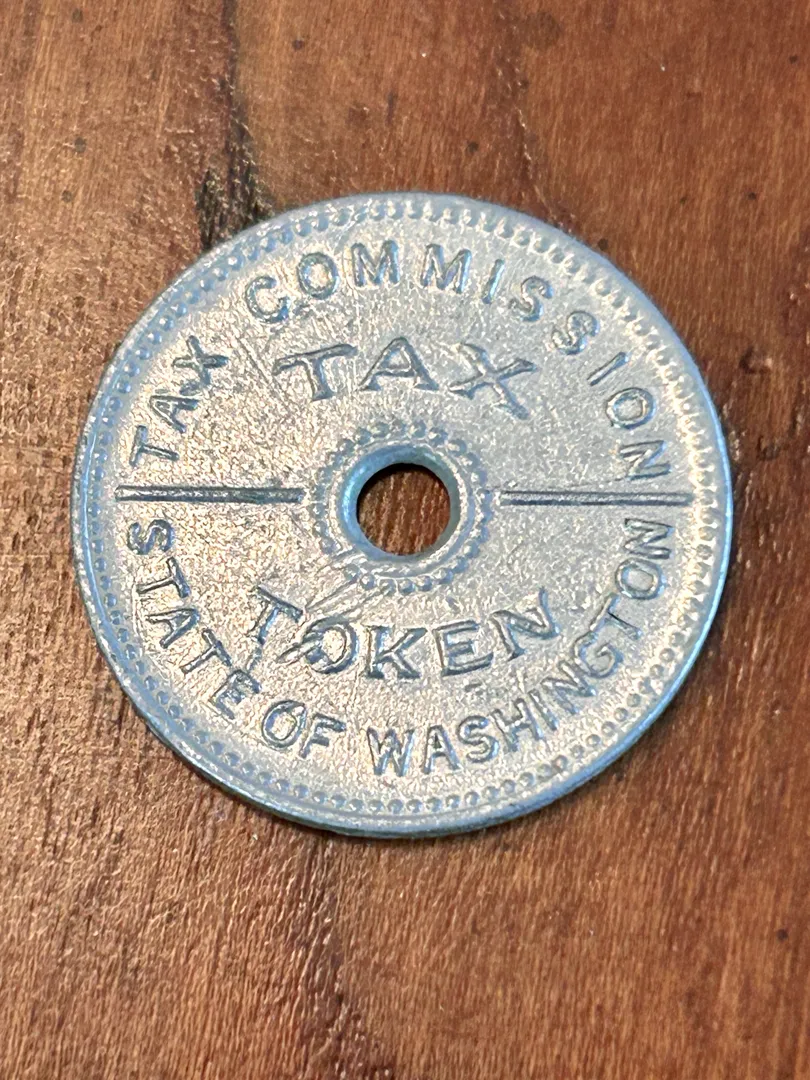 TAX COMMISSION
TAX
TOKEN
STATE OF WASHINGTON